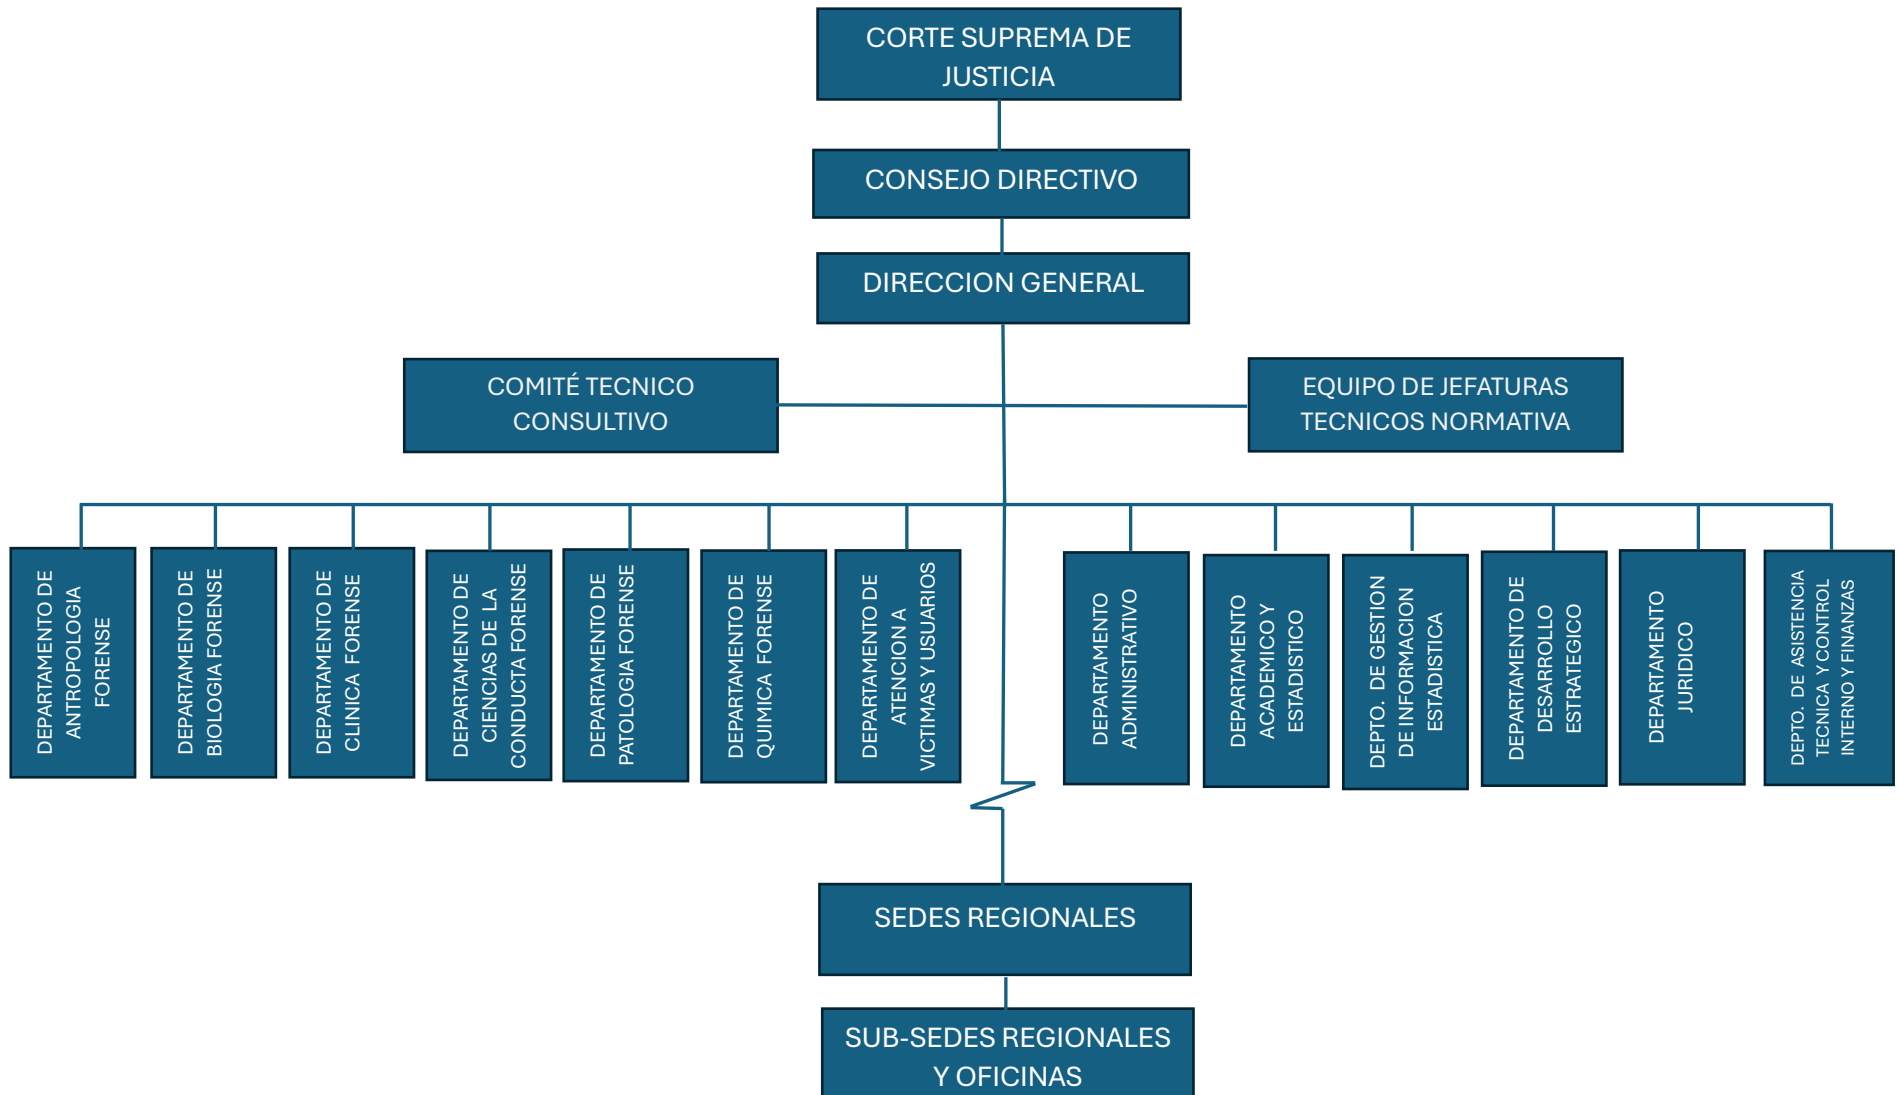 CORTE SUPREMA DE
JUSTICIA
CONSEJO DIRECTIVO
DIRECCION GENERAL
COMITÉ TECNICO
CONSULTIVO
EQUIPO DE JEFATURAS
TECNICOS NORMATIVA
DEPARTAMENTO DE
ANTROPOLOGIA
FORENSE
DEPARTAMENTO DE
BIOLOGIA FORENSE
DEPARTAMENTO DE
CLINICA FORENSE
DEPARTAMENTO DE
CIENCIAS DE LA
CONDUCTA FORENSE
DEPARTAMENTO DE
PATOLOGIA FORENSE
DEPARTAMENTO DE
QUIMICA FORENSE
DEPARTAMENTO DE
ATENCION A
VICTIMAS Y USUARIOS
DEPARTAMENTO
ADMINISTRATIVO
DEPARTAMENTO
ACADEMICO Y
ESTADISTICO
DEPTO. DE GESTION
DE INFORMACION
ESTADISTICA
DEPARTAMENTO DE
DESARROLLO
ESTRATEGICO
DEPARTAMENTO
JURIDICO
DEPTO. DE ASISTENCIA
TECNICA Y CONTROL
INTERNO Y FINANZAS
SEDES REGIONALES
SUB-SEDES REGIONALES
Y OFICINAS